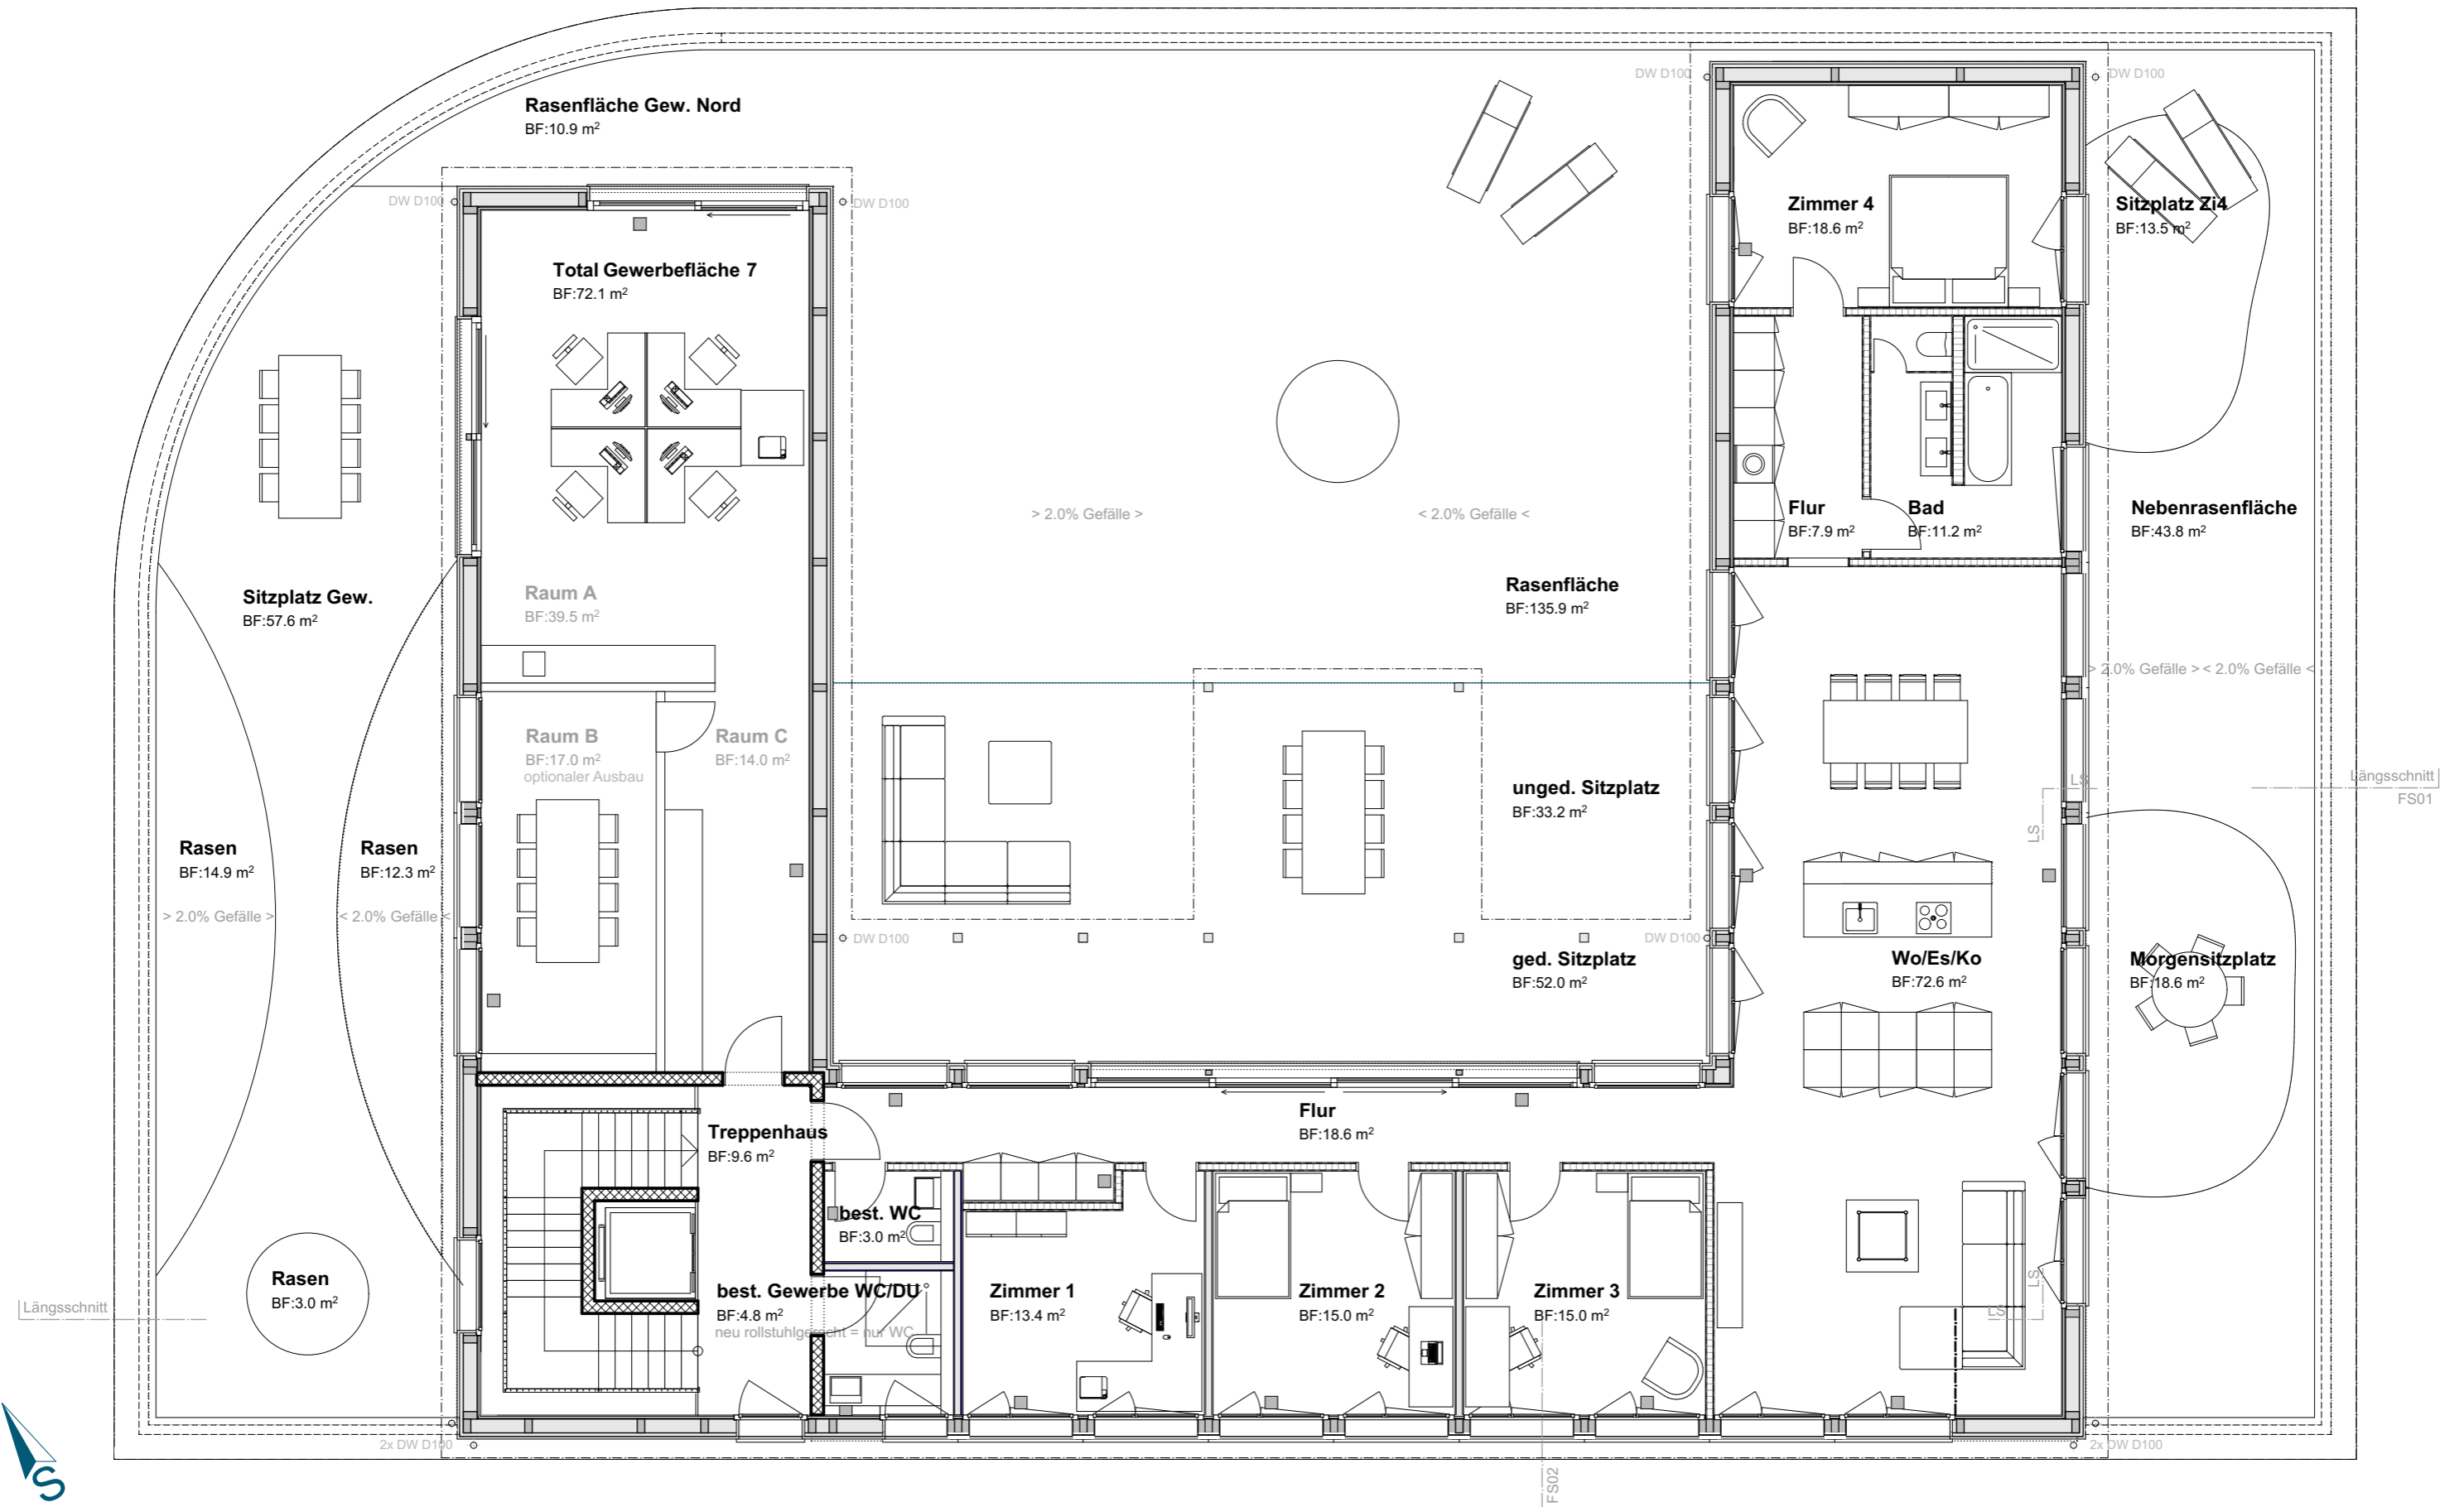 DW D100
DW D100
Rasenfläche Gew. Nord
BF:10.9 m²
DW D100
DW D100
Zimmer 4
BF:18.6 m²
Sitzplatz Zi4
BF:13.5 m²
Total Gewerbefläche 7
BF:72.1 m²
> 2.0% Gefälle >
< 2.0% Gefälle <
Flur
BF:7.9 m²
Bad
BF:11.2 m²
Nebenrasenfläche
BF:43.8 m²
Raum A
BF:39.5 m²
Rasenfläche
BF:135.9 m²
Sitzplatz Gew.
BF:57.6 m²
> 2.0% Gefälle >
< 2.0% Gefälle <
Raum B
BF:17.0 m²
optionaler Ausbau
Raum C
BF:14.0 m²
unged. Sitzplatz
BF:33.2 m²
LS
LS
Längsschnitt
FS01
Rasen
BF:14.9 m²
Rasen
BF:12.3 m²
> 2.0% Gefälle >
< 2.0% Gefälle <
DW D100
DW D100
ged. Sitzplatz
BF:52.0 m²
Wo/Es/Ko
BF:72.6 m²
Morgensitzplatz
BF:18.6 m²
Flur
BF:18.6 m²
Treppenhaus
BF:9.6 m²
best. WC
BF:3.0 m²
Rasen
BF:3.0 m²
best. Gewerbe WC/DU
BF:4.8 m²
neu rollstuhlgerecht = nur WC
Zimmer 1
BF:13.4 m²
Zimmer 2
BF:15.0 m²
Zimmer 3
BF:15.0 m²
LS
LS
Längsschnitt
2x DW D100
2x DW D100
FS02
S